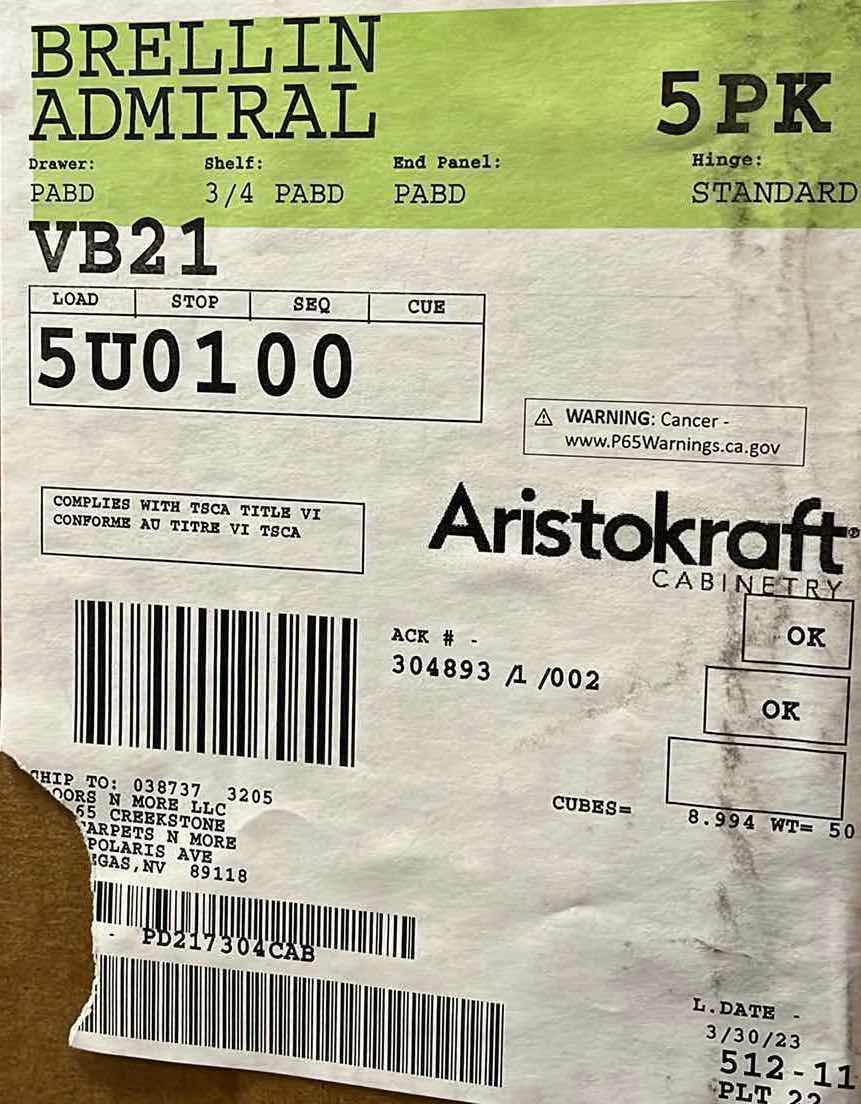 BRELLIN
ADMIRAL
5PK
Drawer: Shelf: End Panel: Hinge:
PABD 3/4 PABD PABD STANDARD
VB21
LOAD STOP SEQ CUE
5U0100
⚠ WARNING: Cancer -
www.P65Warnings.ca.gov
COMPLIES WITH TSCA TITLE VI
CONFORME AU TITRE VI TSCA
Aristokraft®
CABINETRY
ACK # -
304893 /1 /002
OK
OK
CUBES= 8.994 WT= 50
SHIP TO: 038737 3205
OORS N MORE LLC
65 CREEKSTONE
ARPETS N MORE
POLARIS AVE
EGAS,NV 89118
- PD217304CAB
L.DATE -
3/30/23
512-11
PLT 22